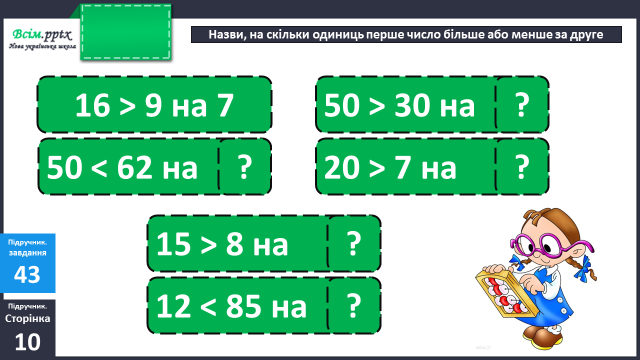 Всім.pptx
Нова українська школа
Назви, на скільки одиниць перше число більше або менше за друге
16 > 9 на 7
50 > 30 на ?
50 < 62 на ?
20 > 7 на ?
15 > 8 на ?
12 < 85 на ?
Підручник.
завдання
43
Підручник.
Сторінка
10